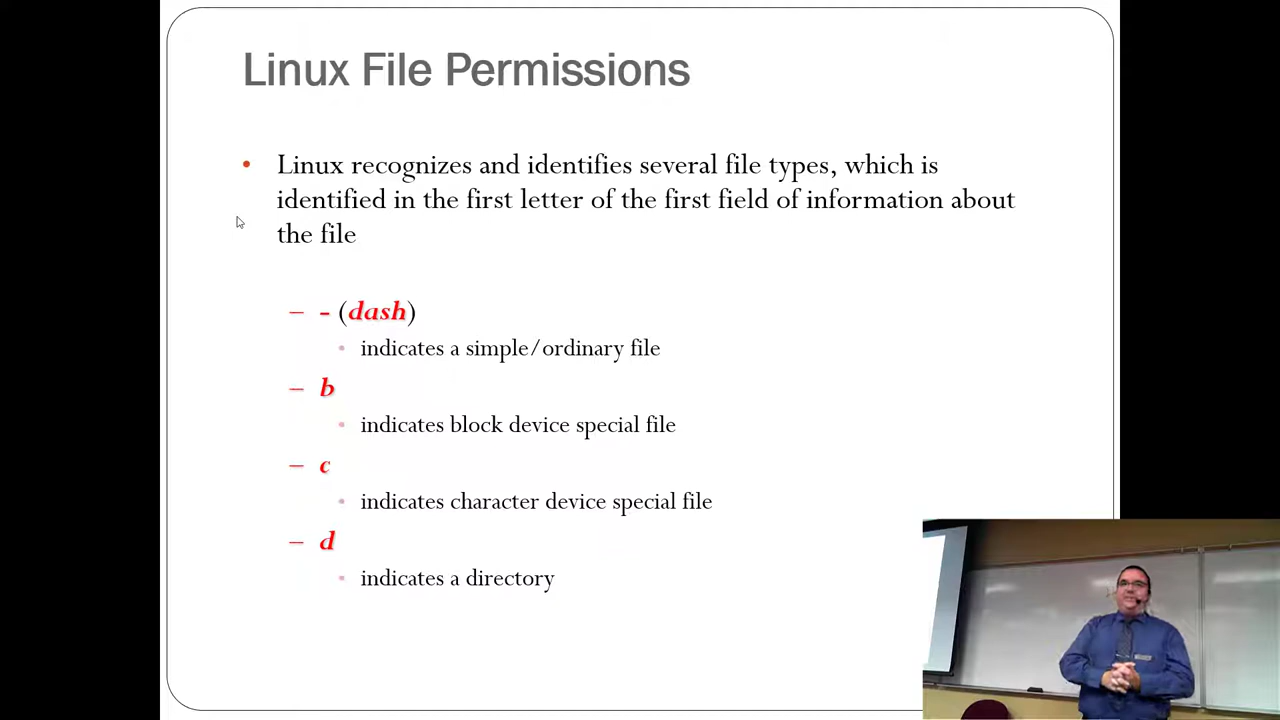 Linux File Permissions
• Linux recognizes and identifies several file types, which is
identified in the first letter of the first field of information about
the file
– - (dash)
• indicates a simple/ordinary file
– b
• indicates block device special file
– c
• indicates character device special file
– d
• indicates a directory